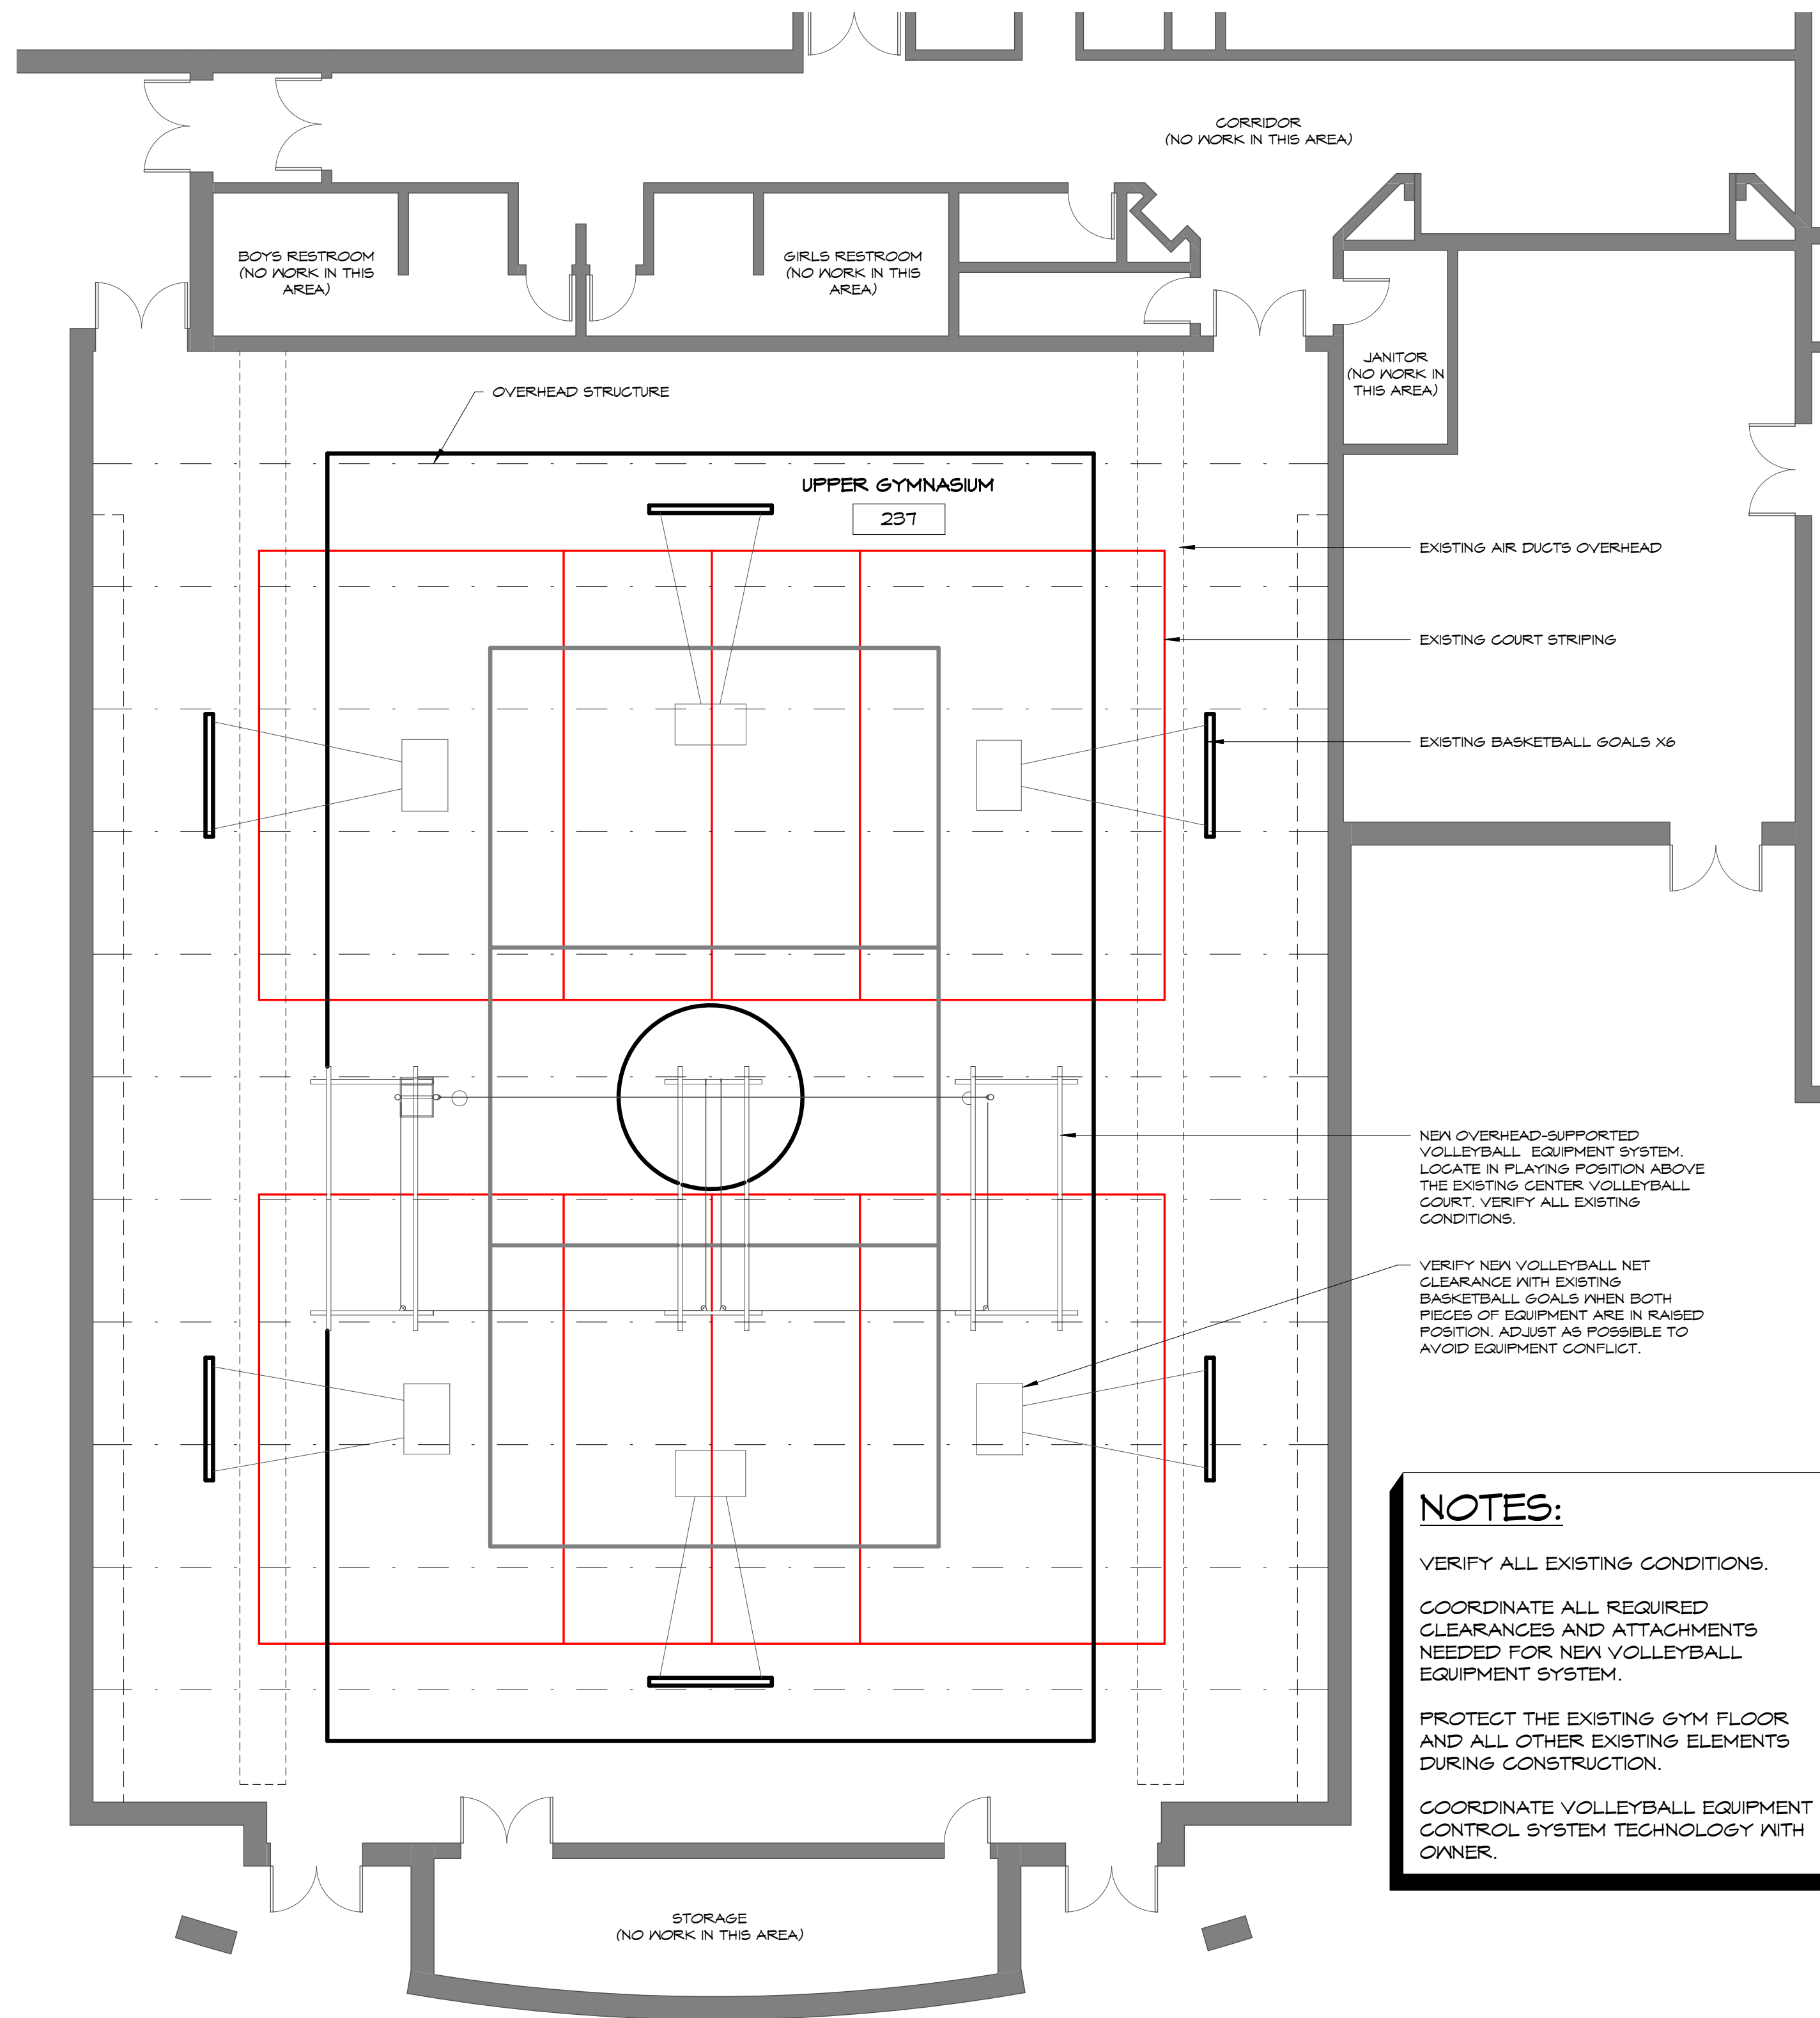 CORRIDOR
(NO WORK IN THIS AREA)
BOYS RESTROOM
(NO WORK IN THIS
AREA)
GIRLS RESTROOM
(NO WORK IN THIS
AREA)
JANITOR
(NO WORK IN
THIS AREA)
OVERHEAD STRUCTURE
UPPER GYMNASIUM
237
EXISTING AIR DUCTS OVERHEAD
EXISTING COURT STRIPING
EXISTING BASKETBALL GOALS X6
NEW OVERHEAD-SUPPORTED
VOLLEYBALL EQUIPMENT SYSTEM.
LOCATE IN PLAYING POSITION ABOVE
THE EXISTING CENTER VOLLEYBALL
COURT. VERIFY ALL EXISTING
CONDITIONS.
VERIFY NEW VOLLEYBALL NET
CLEARANCE WITH EXISTING
BASKETBALL GOALS WHEN BOTH
PIECES OF EQUIPMENT ARE IN RAISED
POSITION. ADJUST AS POSSIBLE TO
AVOID EQUIPMENT CONFLICT.
NOTES:
VERIFY ALL EXISTING CONDITIONS.
COORDINATE ALL REQUIRED
CLEARANCES AND ATTACHMENTS
NEEDED FOR NEW VOLLEYBALL
EQUIPMENT SYSTEM.
PROTECT THE EXISTING GYM FLOOR
AND ALL OTHER EXISTING ELEMENTS
DURING CONSTRUCTION.
COORDINATE VOLLEYBALL EQUIPMENT
CONTROL SYSTEM TECHNOLOGY WITH
OWNER.
STORAGE
(NO WORK IN THIS AREA)